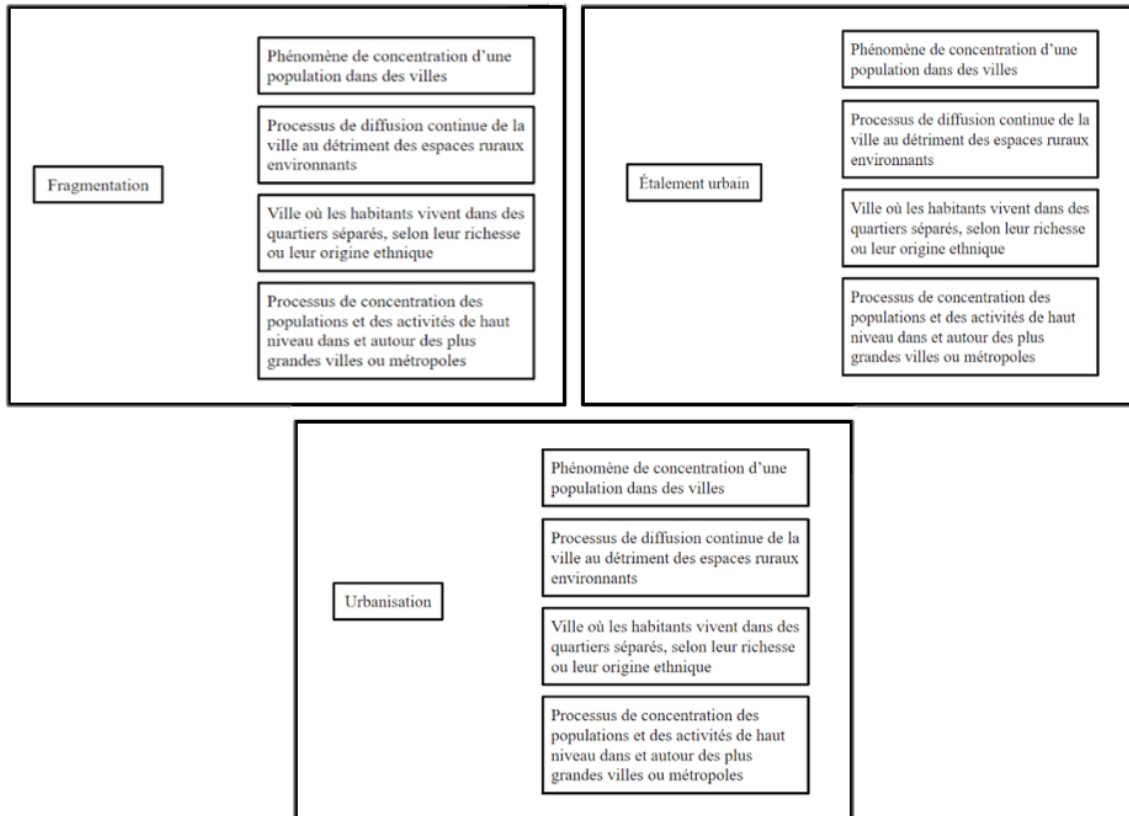 Fragmentation
Phénomène de concentration d’une
population dans des villes
Processus de diffusion continue de la
ville au détriment des espaces ruraux
environnants
Ville où les habitants vivent dans des
quartiers séparés, selon leur richesse
ou leur origine ethnique
Processus de concentration des
populations et des activités de haut
niveau dans et autour des plus
grandes villes ou métropoles
Étalement urbain
Phénomène de concentration d’une
population dans des villes
Processus de diffusion continue de la
ville au détriment des espaces ruraux
environnants
Ville où les habitants vivent dans des
quartiers séparés, selon leur richesse
ou leur origine ethnique
Processus de concentration des
populations et des activités de haut
niveau dans et autour des plus
grandes villes ou métropoles
Urbanisation
Phénomène de concentration d’une
population dans des villes
Processus de diffusion continue de la
ville au détriment des espaces ruraux
environnants
Ville où les habitants vivent dans des
quartiers séparés, selon leur richesse
ou leur origine ethnique
Processus de concentration des
populations et des activités de haut
niveau dans et autour des plus
grandes villes ou métropoles